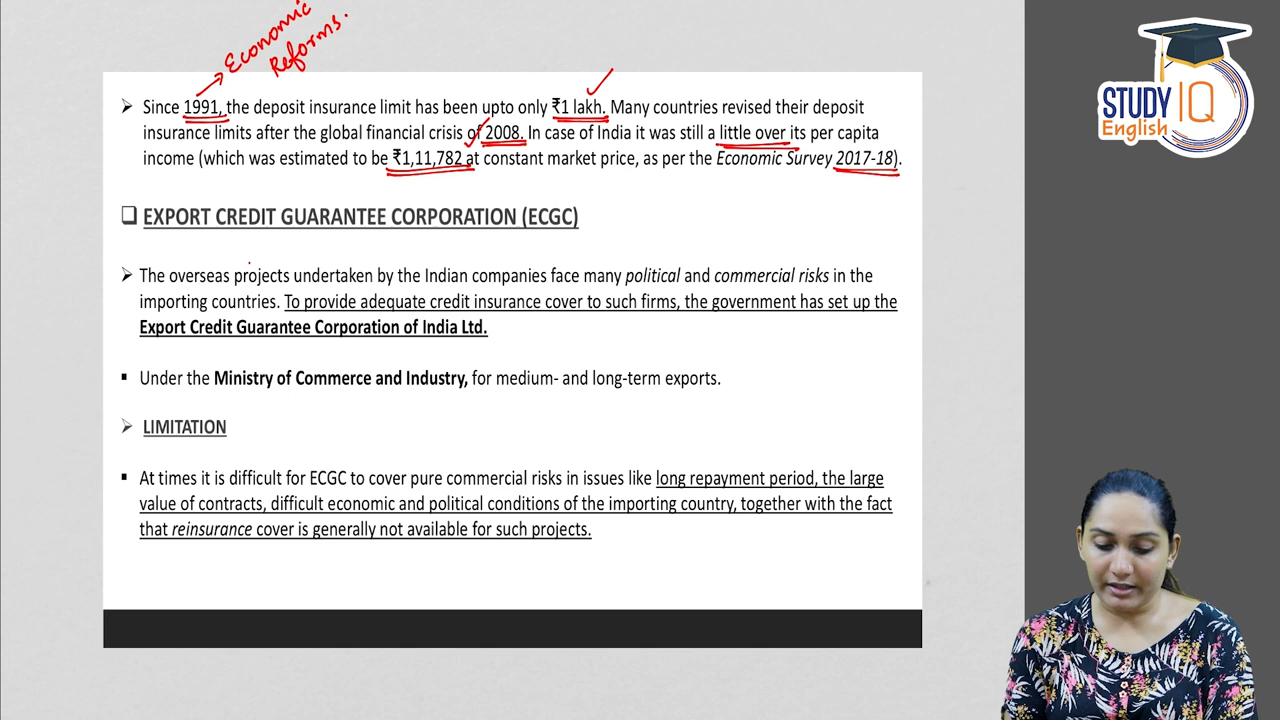 Economic
Reforms.
➤ Since 1991, the deposit insurance limit has been upto only ₹1 lakh. Many countries revised their deposit
insurance limits after the global financial crisis of 2008. In case of India it was still a little over its per capita
income (which was estimated to be ₹1,11,782 at constant market price, as per the Economic Survey 2017-18).
❑ EXPORT CREDIT GUARANTEE CORPORATION (ECGC)
➤ The overseas projects undertaken by the Indian companies face many political and commercial risks in the
importing countries. To provide adequate credit insurance cover to such firms, the government has set up the
Export Credit Guarantee Corporation of India Ltd.
▪ Under the Ministry of Commerce and Industry, for medium- and long-term exports.
➤ LIMITATION
▪ At times it is difficult for ECGC to cover pure commercial risks in issues like long repayment period, the large
value of contracts, difficult economic and political conditions of the importing country, together with the fact
that reinsurance cover is generally not available for such projects.
STUDY IQ
English